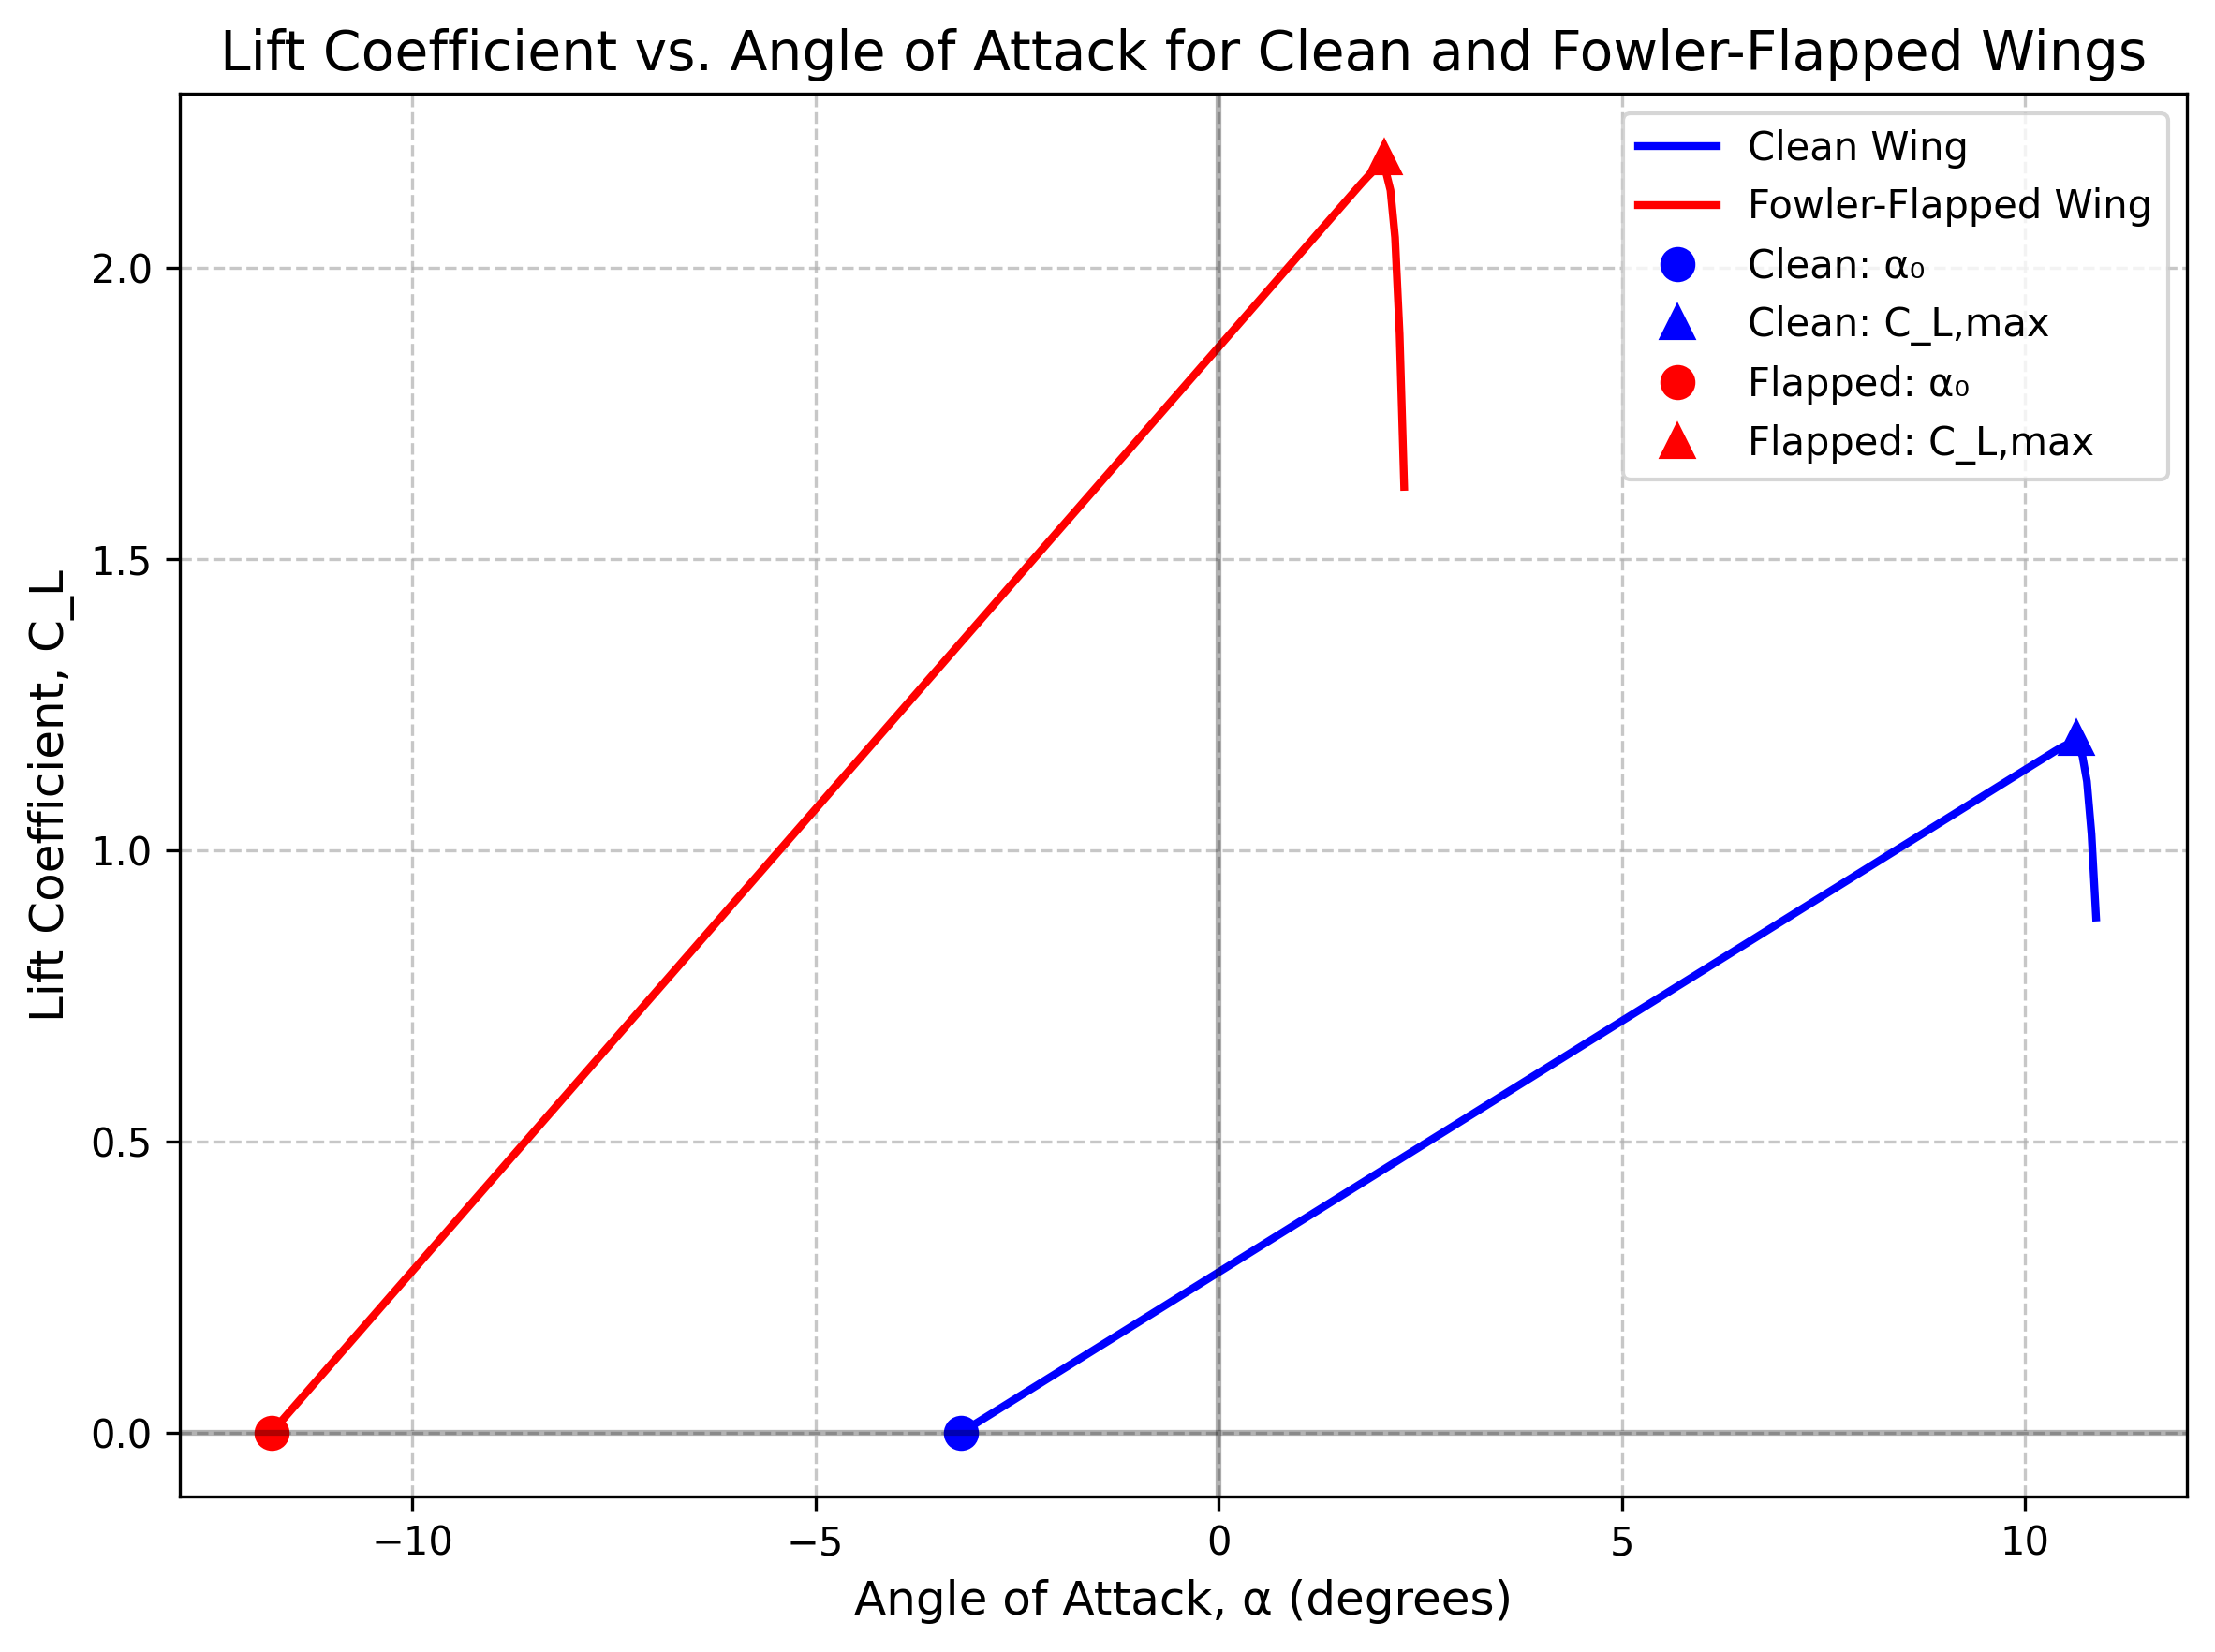 Lift Coefficient vs. Angle of Attack for Clean and Fowler-Flapped Wings
Clean Wing
Fowler-Flapped Wing
Clean: α₀
Clean: C_L,max
Flapped: α₀
Flapped: C_L,max
Lift Coefficient, C_L
2.0
1.5
1.0
0.5
0.0
−10
−5
0
5
10
Angle of Attack, α (degrees)